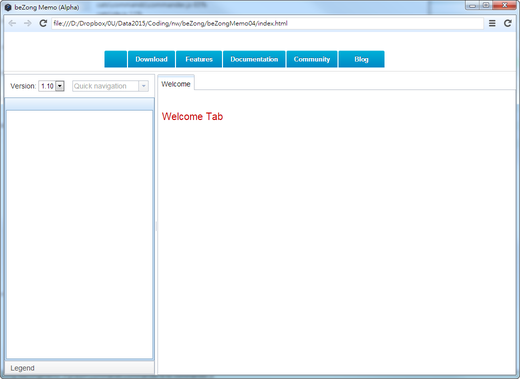 beZong Memo (Alpha)
file:///D:/Dropbox/0U/Data2015/Coding/nw/beZong/beZongMemo04/index.html
Download Features Documentation Community Blog
Version: 1.10 Quick navigation
Welcome
Welcome Tab
Legend